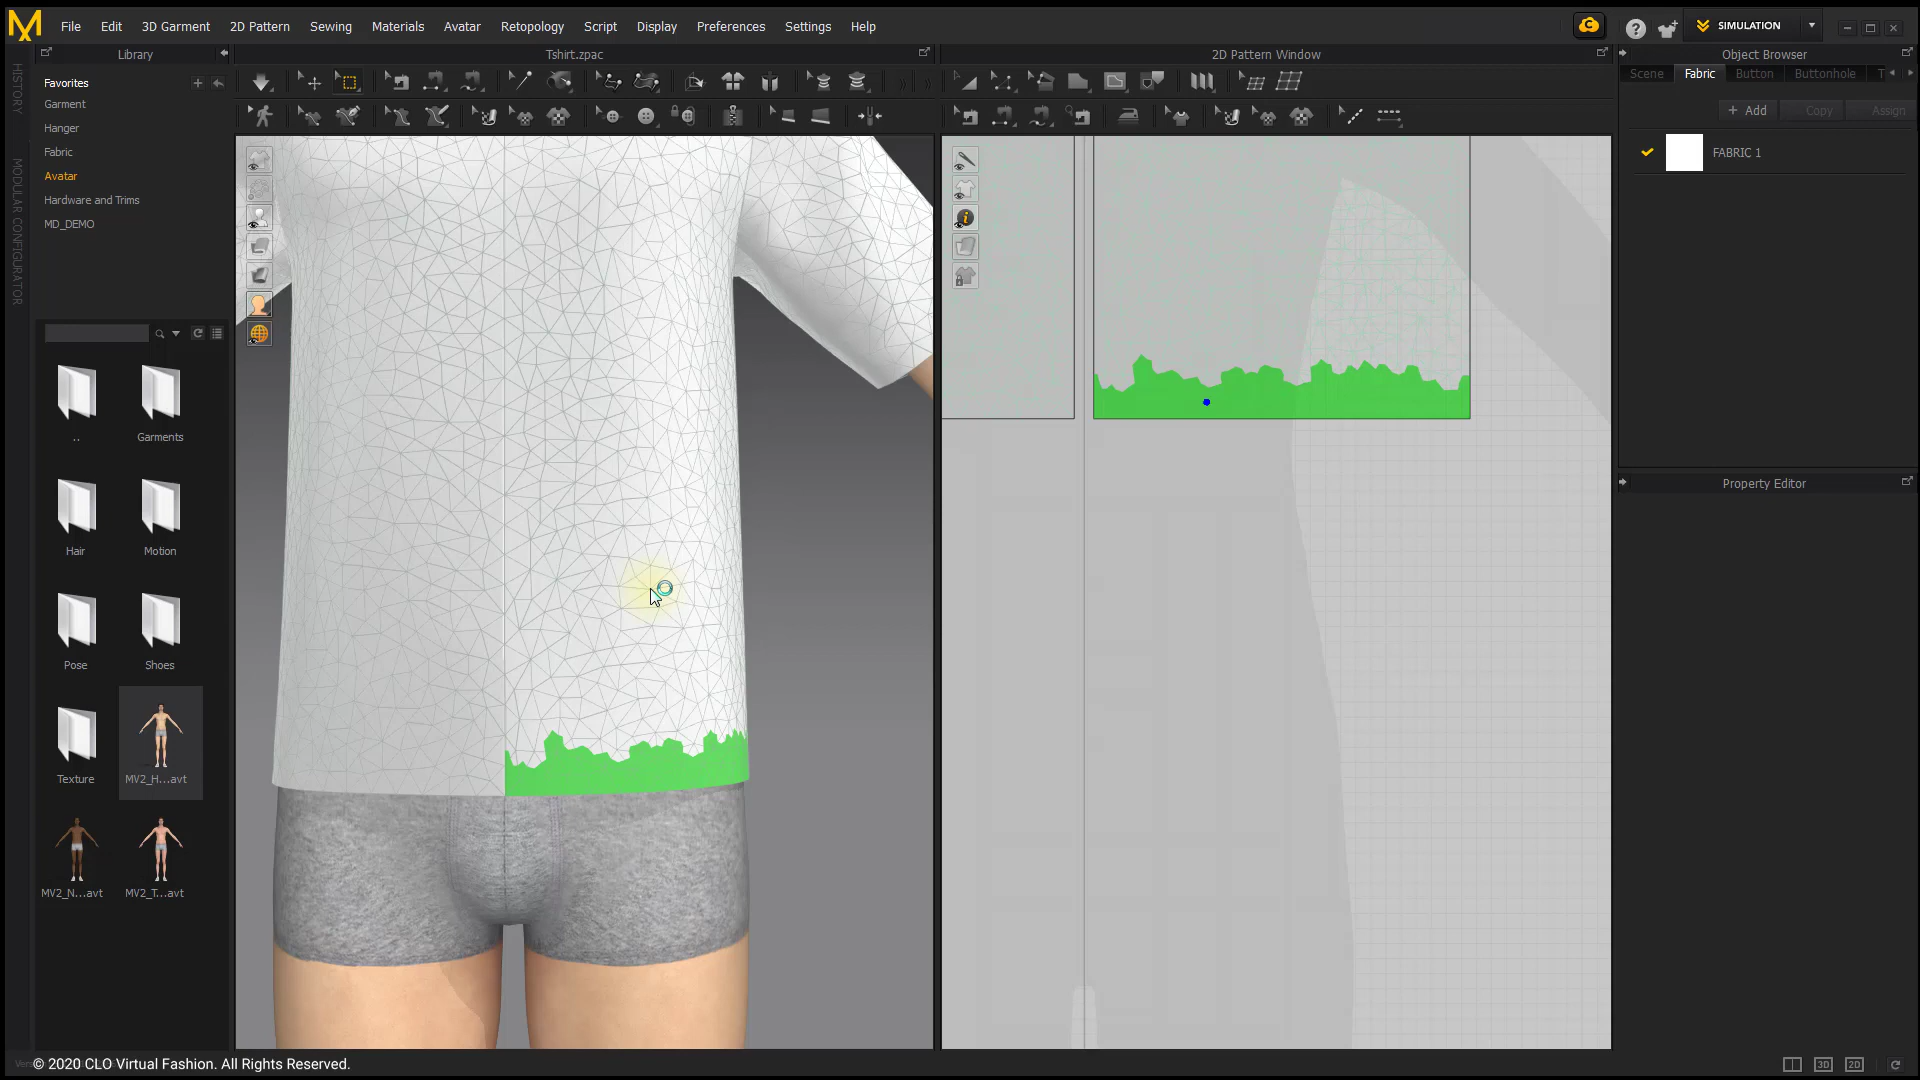 File Edit 3D Garment 2D Pattern Sewing Materials Avatar Retopology Script Display Preferences Settings Help
SIMULATION
Library
Tshirt.zpac
2D Pattern Window
Object Browser
HISTORY
MODULAR CONFIGURATOR
Favorites
Garment
Hanger
Fabric
Avatar
Hardware and Trims
MD_DEMO
Scene Fabric Button Buttonhole T
+ Add Copy Assign
FABRIC 1
Property Editor
.. Garments
Hair Motion
Pose Shoes
Texture MV2_H...avt
MV2_N...avt MV2_T...avt
© 2020 CLO Virtual Fashion. All Rights Reserved.
3D 2D